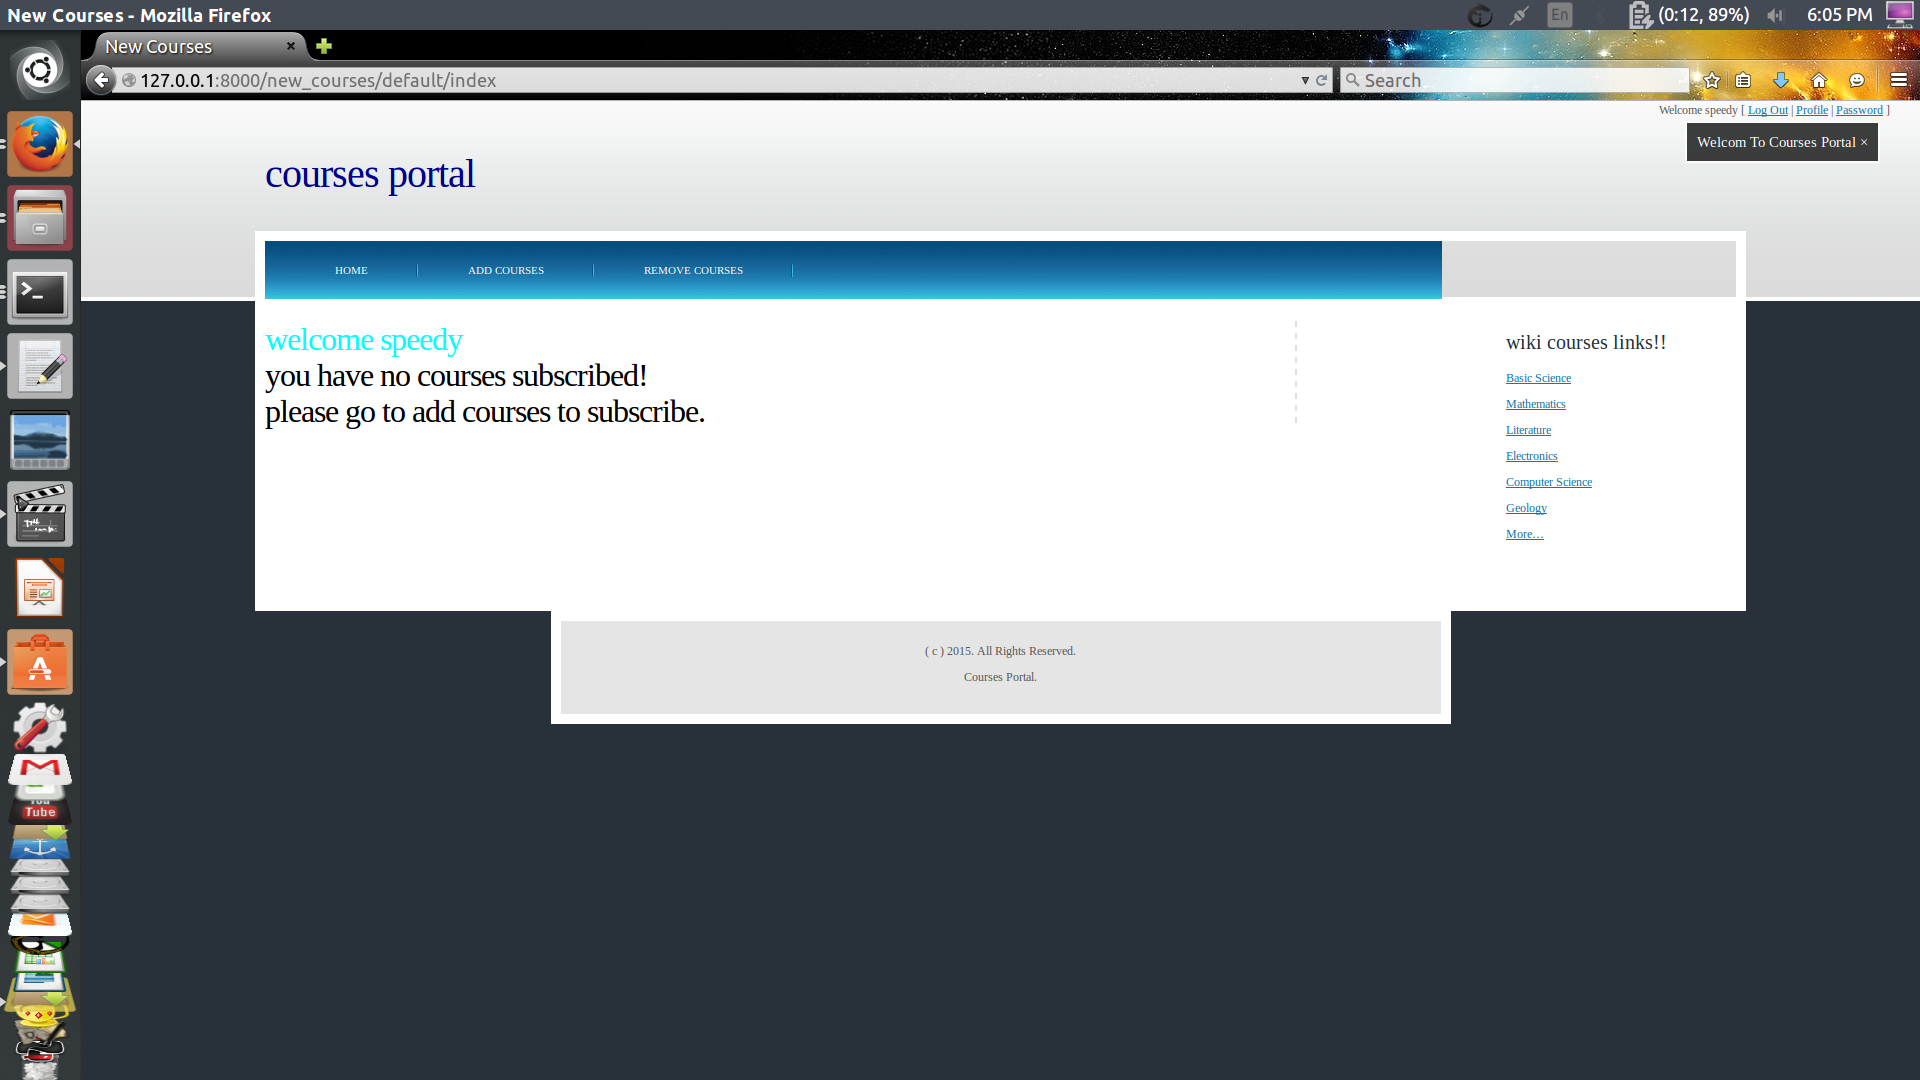 New Courses - Mozilla Firefox
En
(0:12, 89%)
6:05 PM
New Courses
127.0.0.1:8000/new_courses/default/index
Search
Welcome speedy [ Log Out | Profile | Password ]
Welcom To Courses Portal ×
courses portal
HOME
ADD COURSES
REMOVE COURSES
welcome speedy
you have no courses subscribed!
please go to add courses to subscribe.
wiki courses links!!
Basic Science
Mathematics
Literature
Electronics
Computer Science
Geology
More...
( c ) 2015. All Rights Reserved.
Courses Portal.
You
Tube